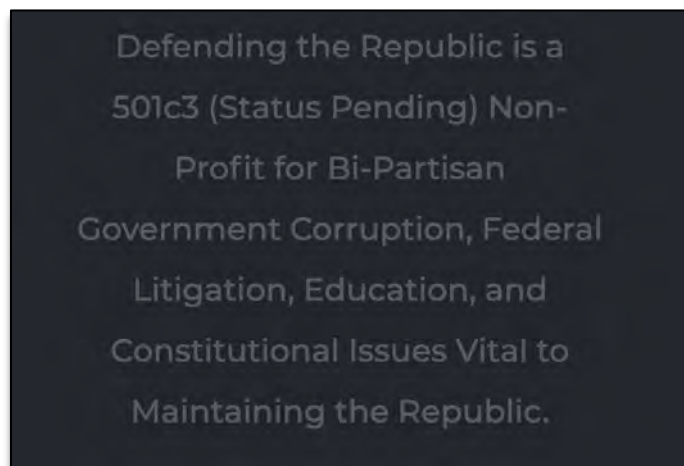 Defending the Republic is a
501c3 (Status Pending) Non-
Profit for Bi-Partisan
Government Corruption, Federal
Litigation, Education, and
Constitutional Issues Vital to
Maintaining the Republic.